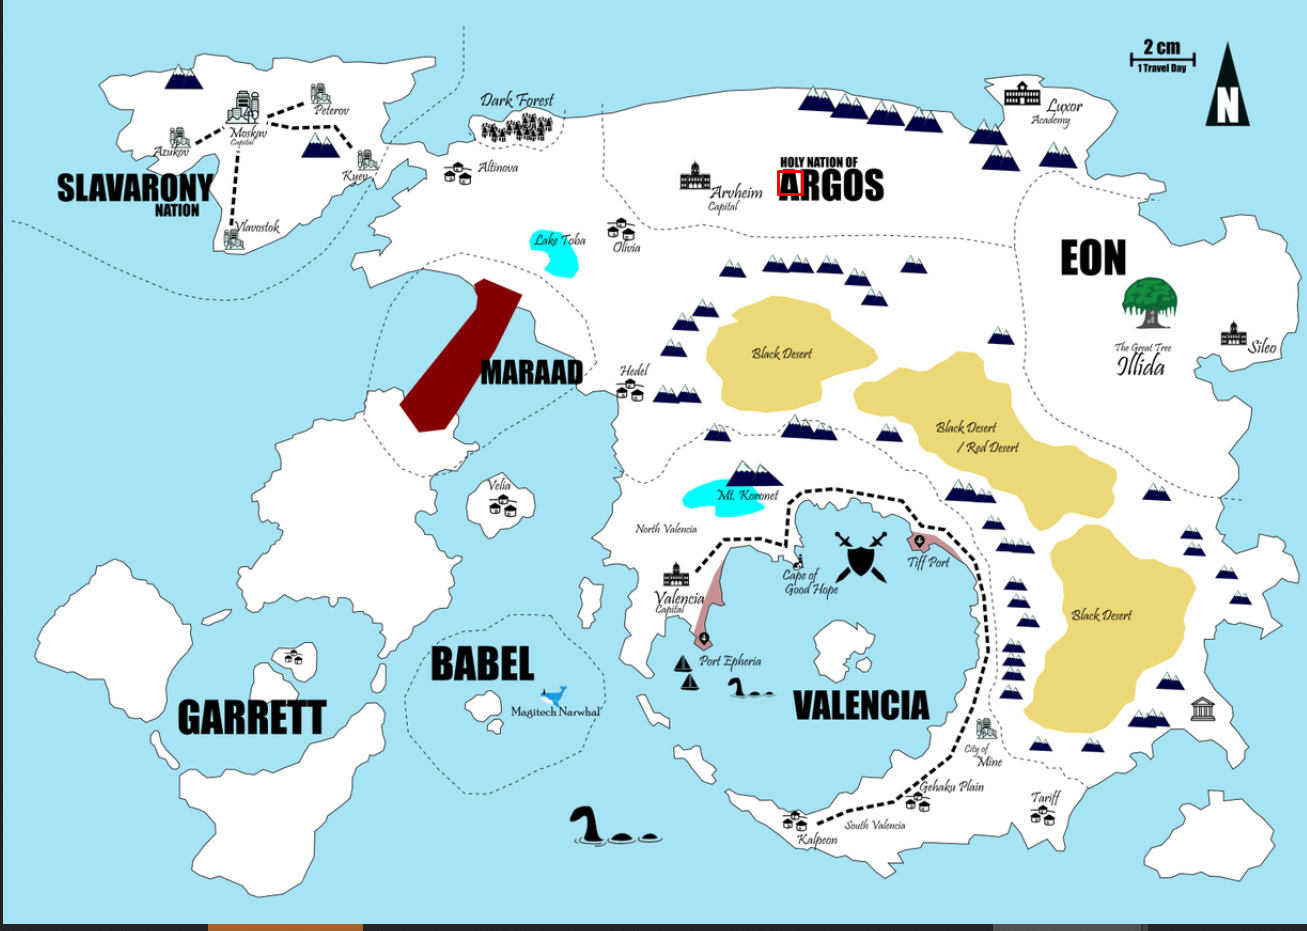 2 cm
1 Travel Day
N
Dark Forest
Luxor
Academy
Peterov
Moskav
Capital
Azukov
Kyev
Altinova
HOLY NATION OF
ARGOS
Arvheim
Capital
SLAVARONY
NATION
Vlavostok
Lake Toba
Olivia
EON
The Great Tree
Illida
Sileo
Black Desert
MARAAD
Hedel
Black Desert
/ Red Desert
Velia
Mt. Koronet
North Valencia
Tiff Port
Cape of
Good Hope
Valencia
Capital
Black Desert
Port Epheria
BABEL
Magitech Narwhal
GARRETT
VALENCIA
City of
Mine
Gehaku Plain
Tariff
South Valencia
Kalpeon